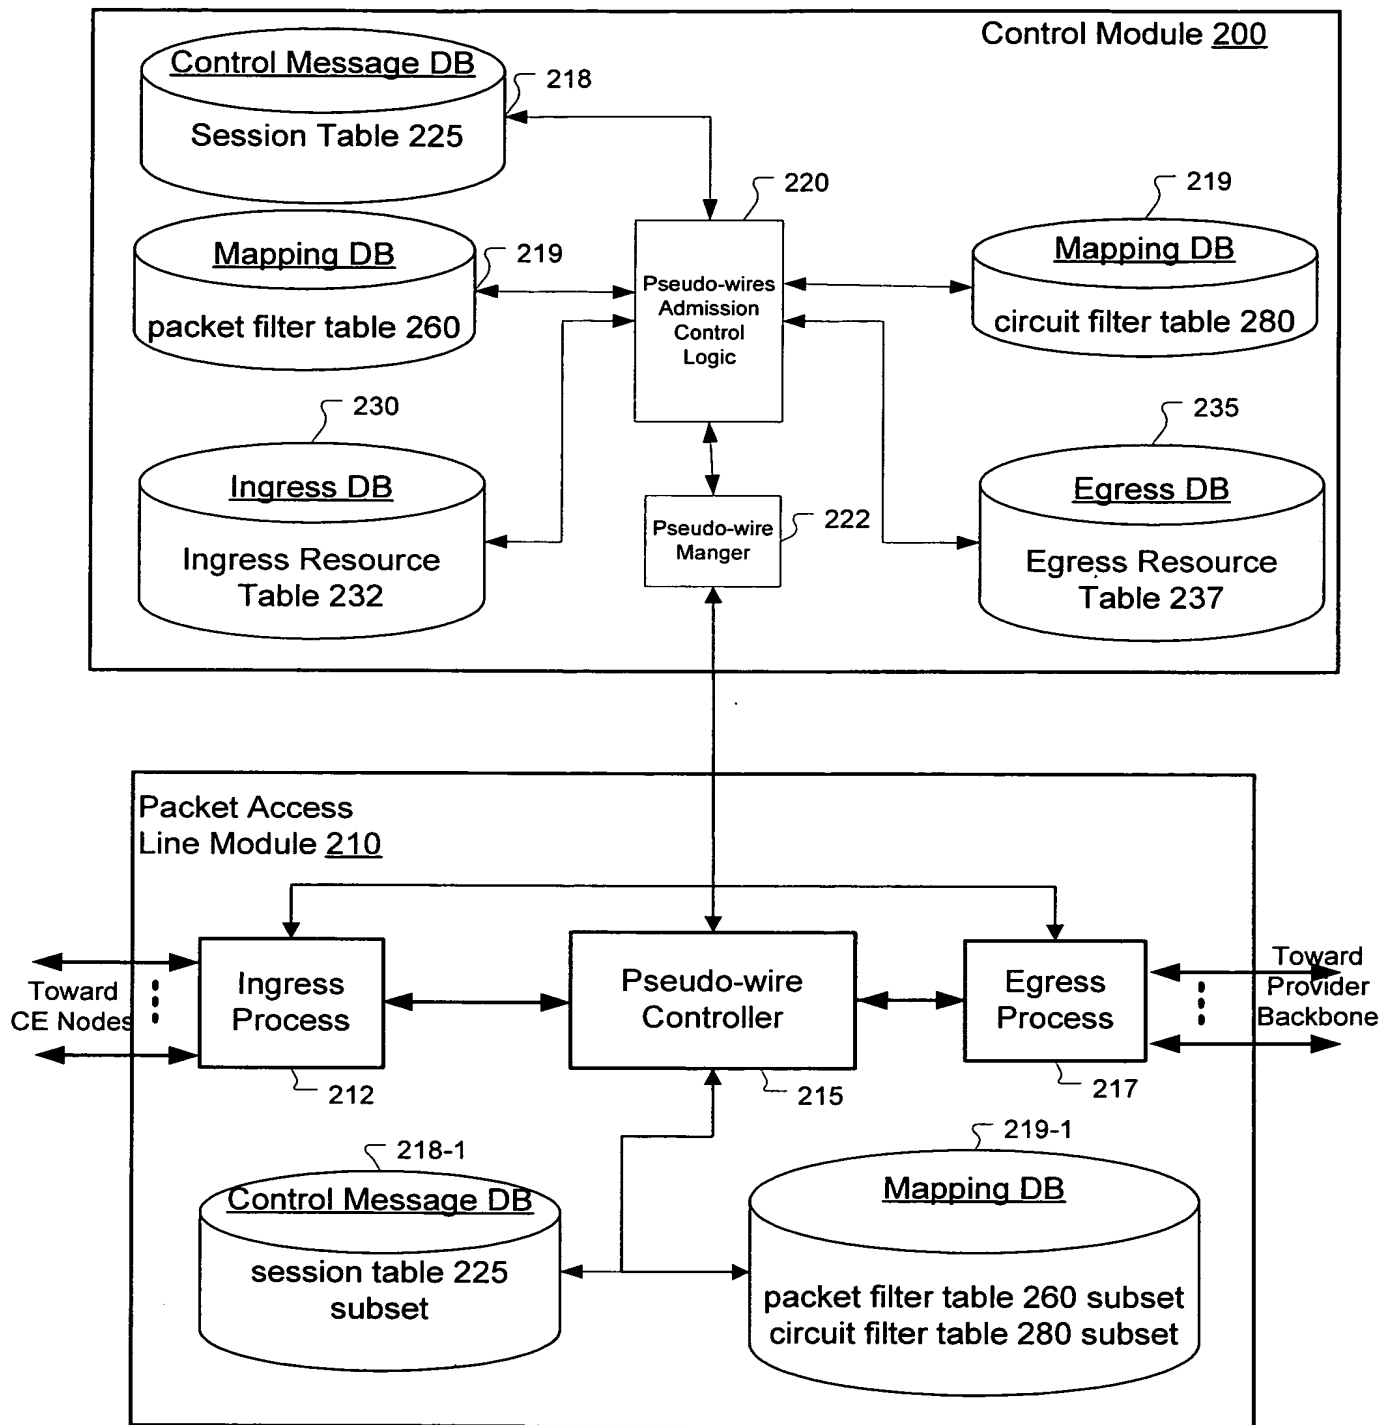 Control Module 200
Control Message DB
218
Session Table 225
220
219
Mapping DB
219
packet filter table 260
Pseudo-wires
Admission
Control
Logic
Mapping DB
circuit filter table 280
230
235
Ingress DB
Ingress Resource
Table 232
Pseudo-wire
Manger
222
Egress DB
Egress Resource
Table 237
Packet Access
Line Module 210
Toward
CE Nodes
Ingress
Process
212
Pseudo-wire
Controller
215
Egress
Process
217
Toward
Provider
Backbone
218-1
Control Message DB
session table 225
subset
219-1
Mapping DB
packet filter table 260 subset
circuit filter table 280 subset